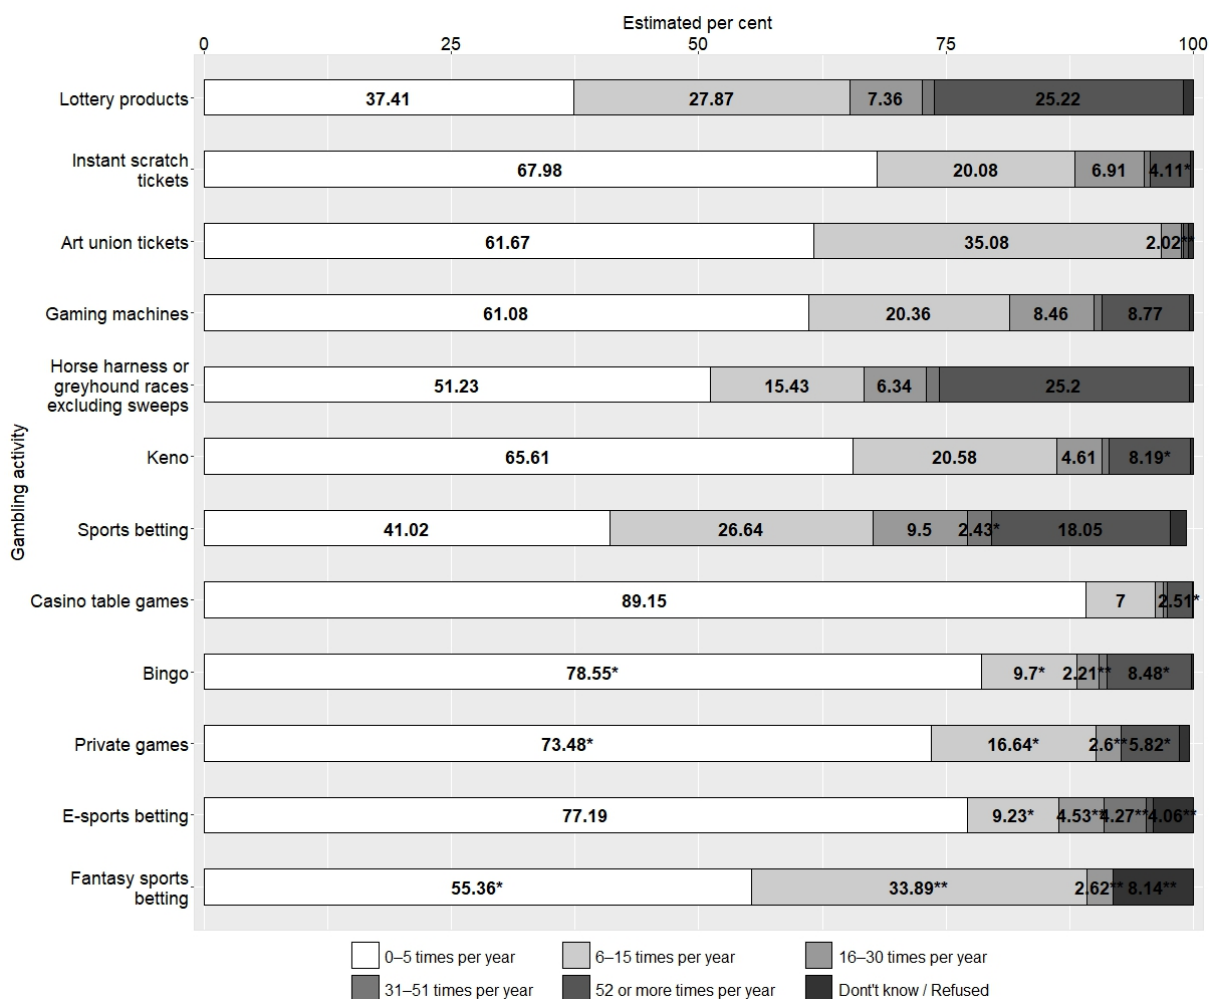 Estimated per cent
0 25 50 75 100
Lottery products 37.41 27.87 7.36 25.22
Instant scratch
tickets 67.98 20.08 6.91 4.11*
Art union tickets 61.67 35.08 2.02**
Gaming machines 61.08 20.36 8.46 8.77
Horse harness or
greyhound races
excluding sweeps 51.23 15.43 6.34 25.2
Keno 65.61 20.58 4.61 8.19*
Sports betting 41.02 26.64 9.5 2.43* 18.05
Casino table games 89.15 7 2.51*
Bingo 78.55* 9.7* 2.21** 8.48*
Private games 73.48* 16.64* 2.6** 5.82*
E-sports betting 77.19 9.23* 4.53** 4.27** 4.06**
Fantasy sports
betting 55.36* 33.89** 2.62** 8.14**
Gambling activity
0–5 times per year 6–15 times per year 16–30 times per year
31–51 times per year 52 or more times per year Dont't know / Refused